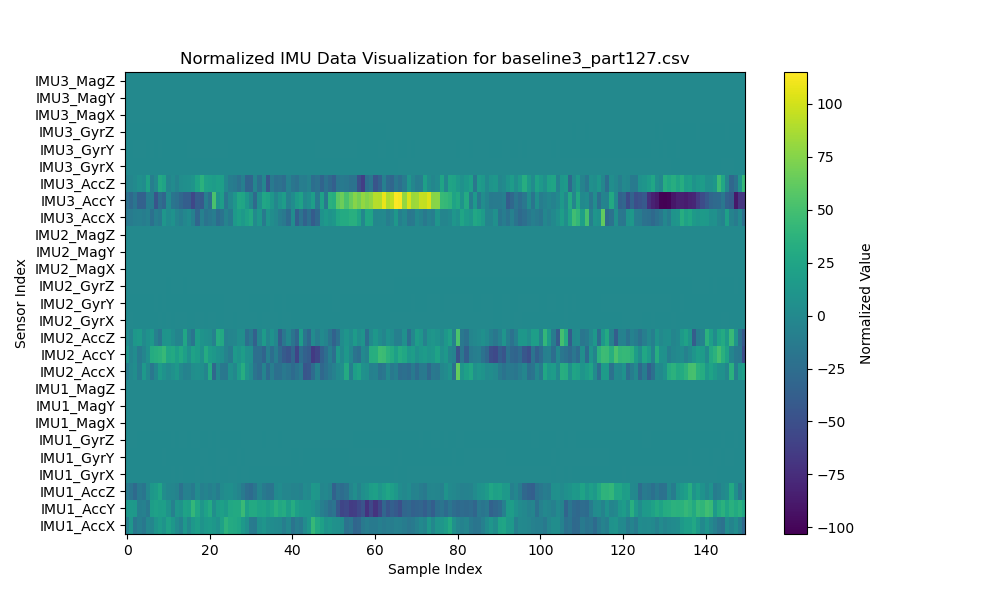 Normalized IMU Data Visualization for baseline3_part127.csv
IMU3_MagZ
IMU3_MagY
IMU3_MagX
IMU3_GyrZ
IMU3_GyrY
IMU3_GyrX
IMU3_AccZ
IMU3_AccY
IMU3_AccX
IMU2_MagZ
IMU2_MagY
IMU2_MagX
IMU2_GyrZ
IMU2_GyrY
IMU2_GyrX
IMU2_AccZ
IMU2_AccY
IMU2_AccX
IMU1_MagZ
IMU1_MagY
IMU1_MagX
IMU1_GyrZ
IMU1_GyrY
IMU1_GyrX
IMU1_AccZ
IMU1_AccY
IMU1_AccX
Sensor Index
0 20 40 60 80 100 120 140
Sample Index
100
75
50
25
0
−25
−50
−75
−100
Normalized Value